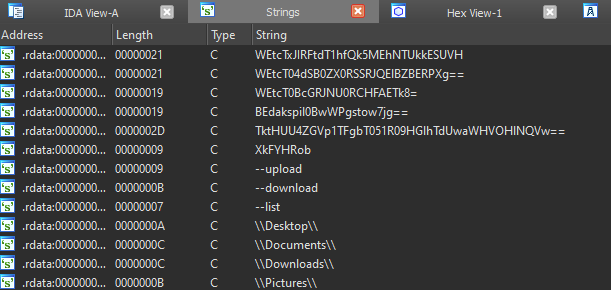 IDA View-A Strings Hex View-1
Address Length Type String
.rdata:0000000... 00000021 C WEtcTxJIRFtdT1hfQk5MEhNTUkkESUVH
.rdata:0000000... 00000021 C WEtcT04dSB0ZX0RSSRJQEIBZBERPXg==
.rdata:0000000... 00000019 C WEtcT0BcGRJNU0RCHFAETk8=
.rdata:0000000... 00000019 C BEdakspil0BwWPgstow7jg==
.rdata:0000000... 0000002D C TktHUU4ZGVp1TFgbT051R09HGlhTdUwaWHVOHlNQVw==
.rdata:0000000... 00000009 C XkFYHRob
.rdata:0000000... 00000009 C --upload
.rdata:0000000... 0000000B C --download
.rdata:0000000... 00000007 C --list
.rdata:0000000... 0000000A C \\Desktop\\
.rdata:0000000... 0000000C C \\Documents\\
.rdata:0000000... 0000000C C \\Downloads\\
.rdata:0000000... 0000000B C \\Pictures\\